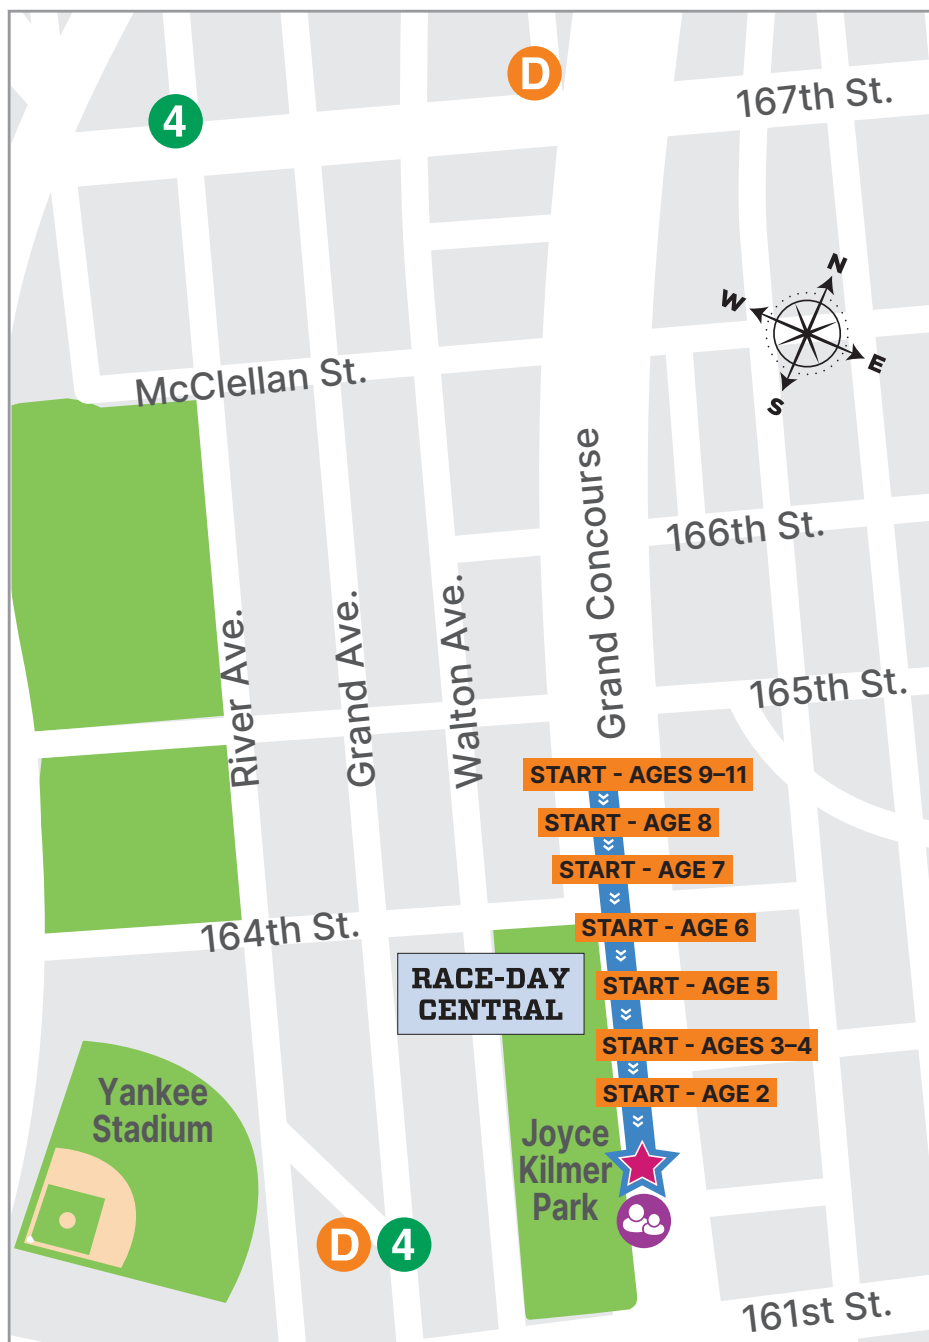 D
4
167th St.
N
W
E
S
McClellan St.
Grand Concourse
166th St.
River Ave.
Grand Ave.
Walton Ave.
165th St.
START - AGES 9–11
START - AGE 8
START - AGE 7
START - AGE 6
164th St.
RACE-DAY
CENTRAL
START - AGE 5
START - AGES 3–4
START - AGE 2
Yankee
Stadium
Joyce
Kilmer
Park
D
4
161st St.